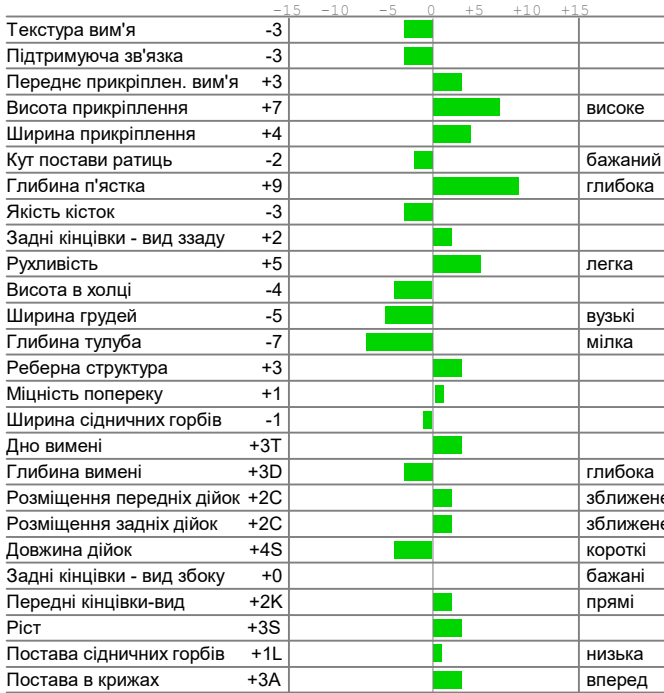 -15 -10 -5 0 +5 +10 +15
Текстура вим'я -3
Підтримуюча зв'язка -3
Переднє прикріплен. вим'я +3
Висота прикріплення +7 високе
Ширина прикріплення +4
Кут постави ратиць -2 бажаний
Глибина п'ястка +9 глибока
Якість кісток -3
Задні кінцівки - вид ззаду +2
Рухливість +5 легка
Висота в холці -4
Ширина грудей -5 вузькі
Глибина тулуба -7 мілка
Реберна структура +3
Міцність попереку +1
Ширина сідничних горбів -1
Дно вимені +3T
Глибина вимені +3D глибока
Розміщення передніх дійок +2C зближене
Розміщення задніх дійок +2C зближене
Довжина дійок +4S короткі
Задні кінцівки - вид збоку +0 бажані
Передні кінцівки-вид +2K прямі
Ріст +3S
Постава сідничних горбів +1L низька
Постава в крижах +3A вперед